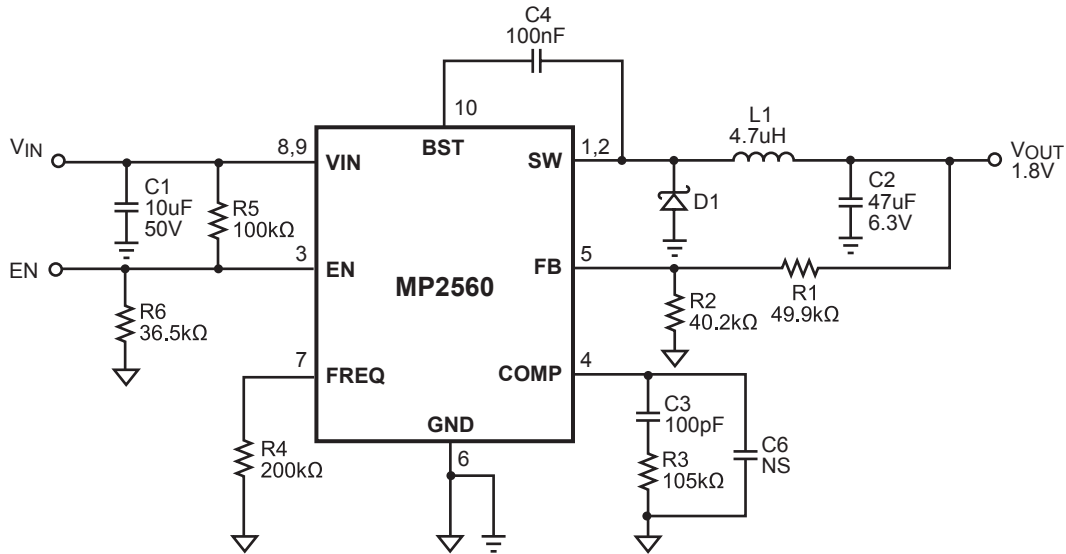 C4
100nF
10
VIN
8,9
VIN
BST
SW
1,2
L1
4.7uH
VOUT
1.8V
C1
10uF
50V
R5
100kΩ
D1
C2
47uF
6.3V
EN
3
EN
MP2560
FB
5
R6
36.5kΩ
R2
40.2kΩ
R1
49.9kΩ
7
FREQ
COMP
4
GND
6
R4
200kΩ
C3
100pF
R3
105kΩ
C6
NS